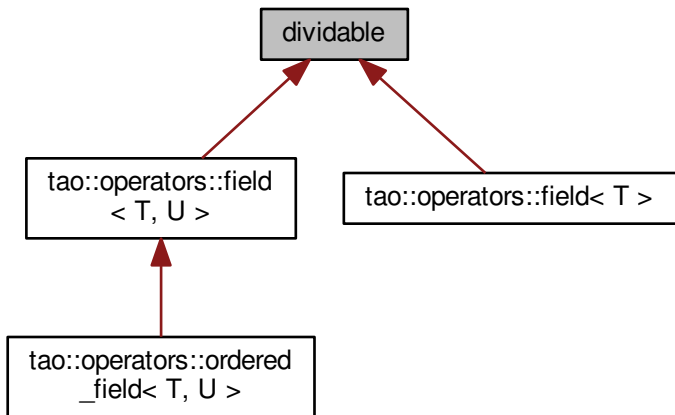 dividable
tao::operators::field
< T, U >
tao::operators::field< T >
tao::operators::ordered
_field< T, U >